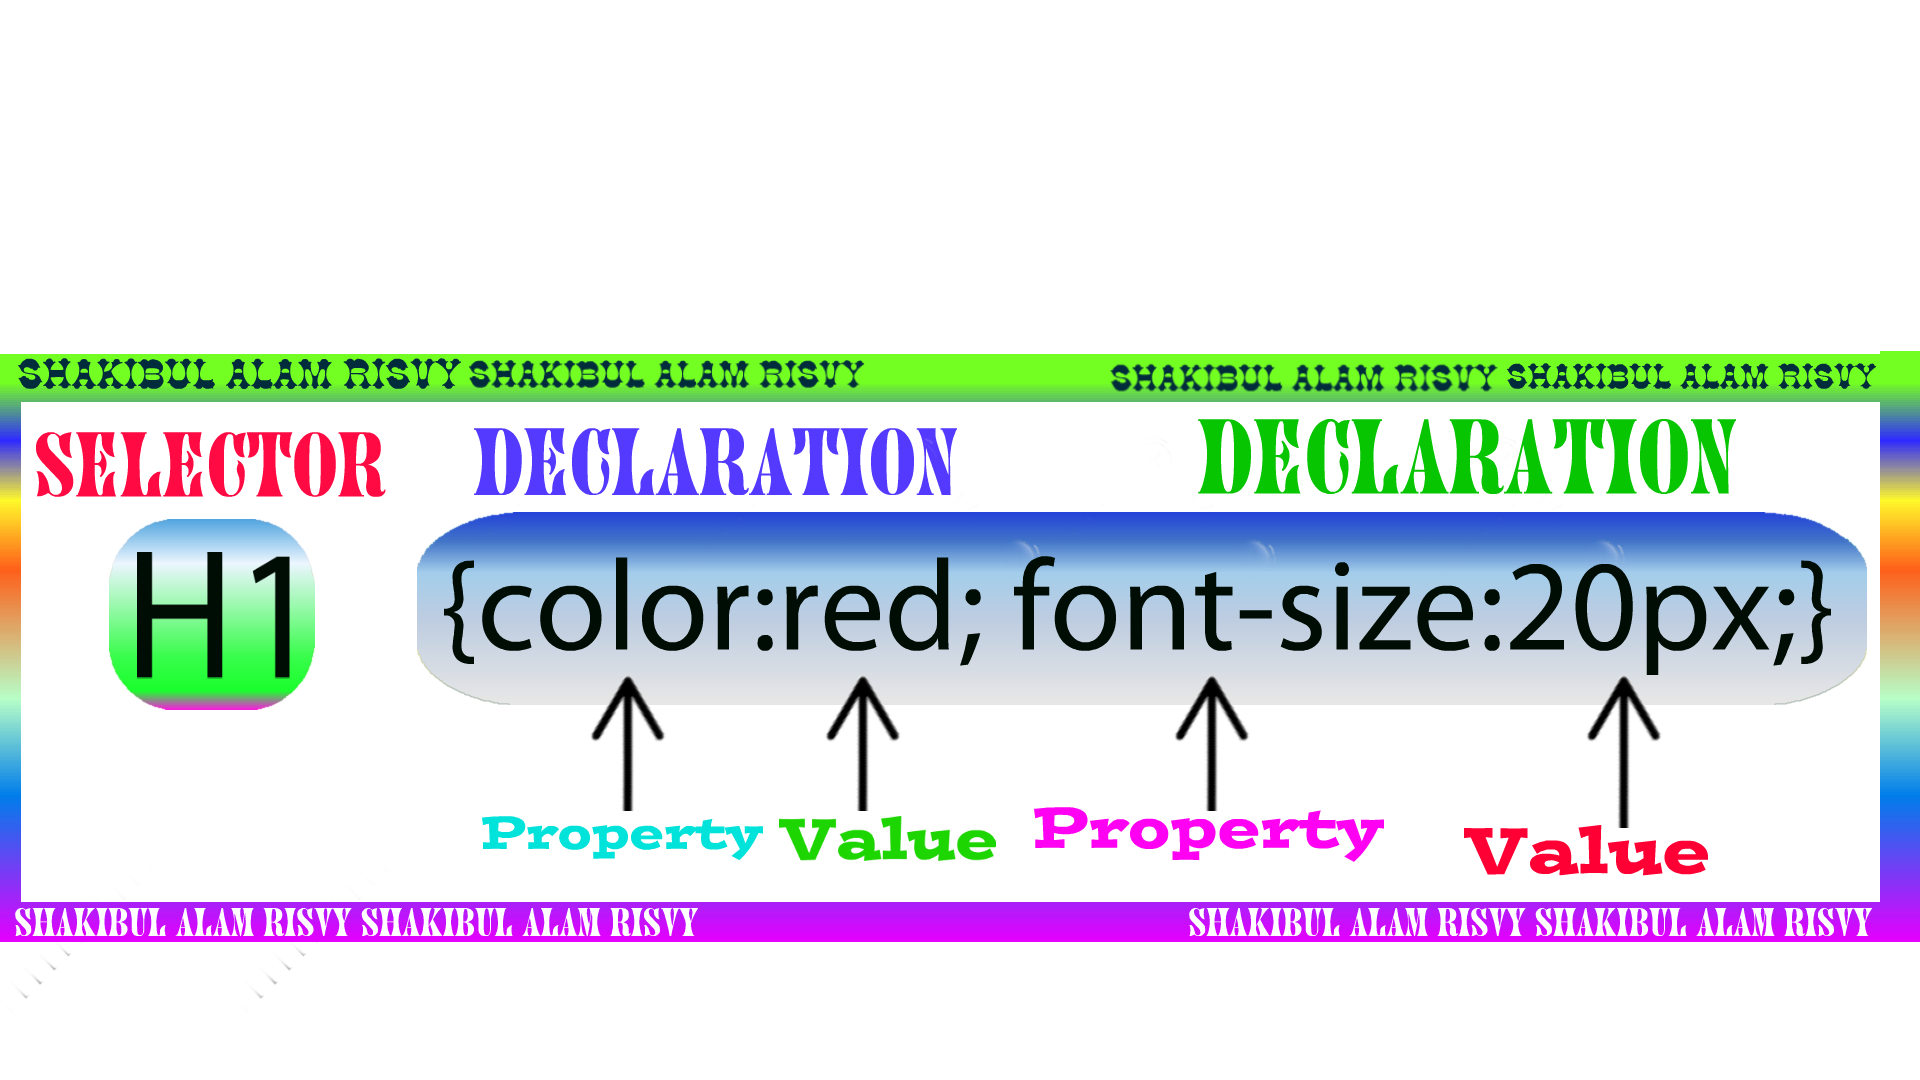 SHAKIBUL ALAM RISVY SHAKIBUL ALAM RISVY SHAKIBUL ALAM RISVY SHAKIBUL ALAM RISVY
SELECTOR DECLARATION DECLARATION
H1 {color:red; font-size:20px;}
Property Value Property Value
SHAKIBUL ALAM RISVY SHAKIBUL ALAM RISVY SHAKIBUL ALAM RISVY SHAKIBUL ALAM RISVY